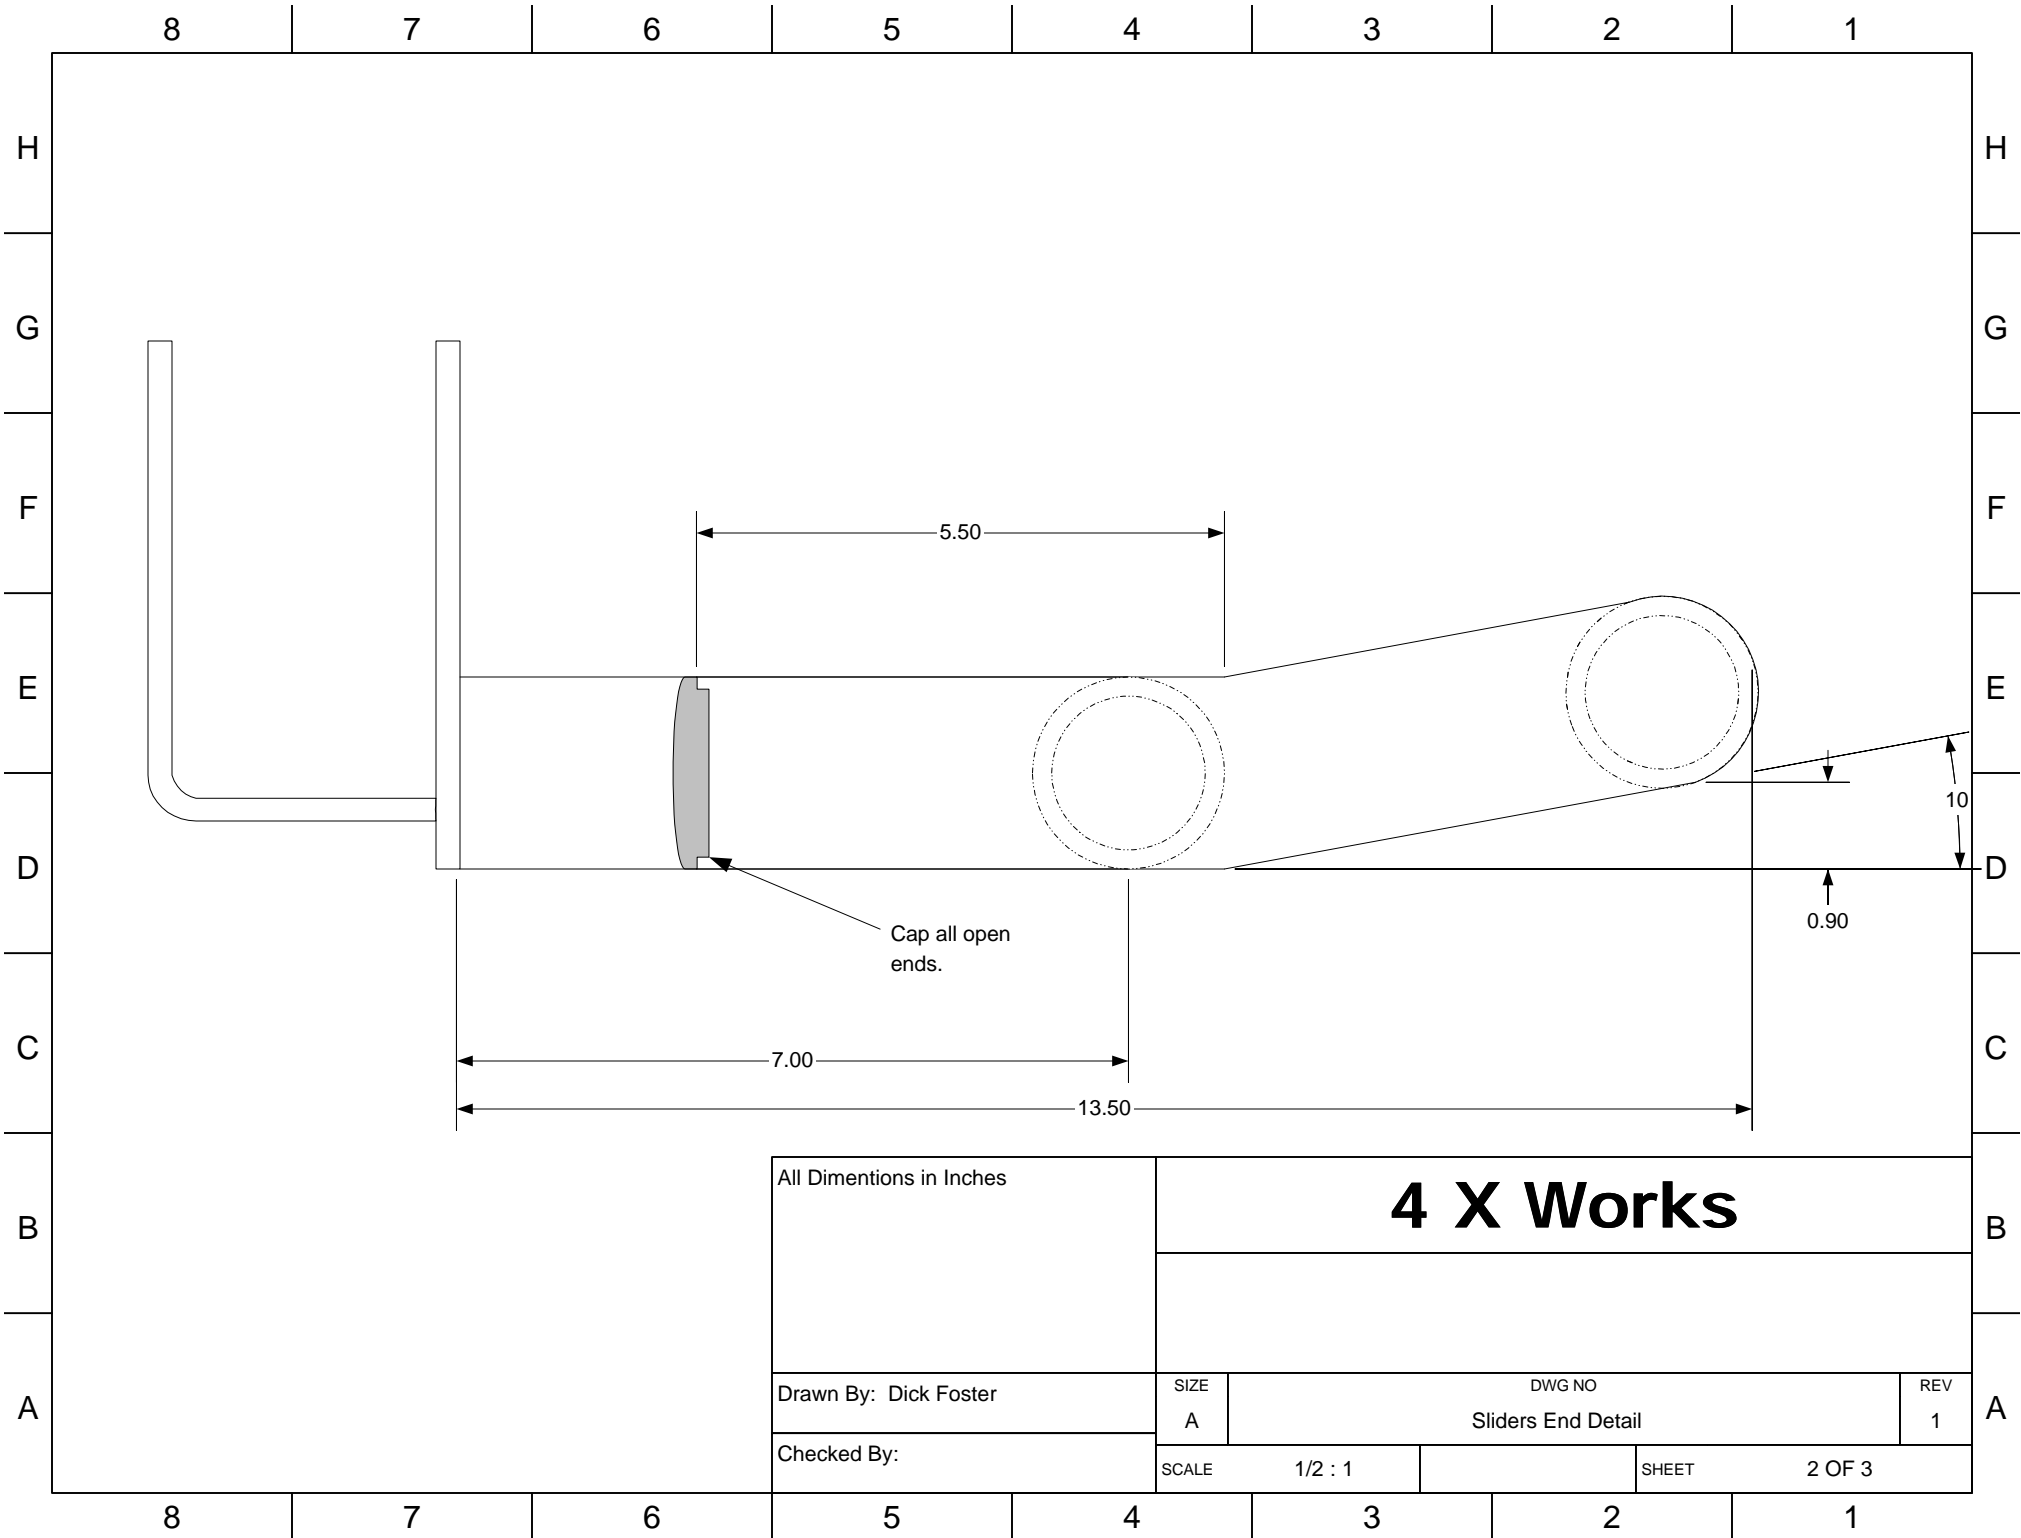 8 7 6 5 4 3 2 1
H H
G G
F F
5.50
E E
10
D D
0.90
Cap all open
ends.
C C
7.00
13.50
All Dimentions in Inches
4 X Works
B B
Drawn By: Dick Foster
SIZE DWG NO REV
A A
A Sliders End Detail 1
Checked By:
SCALE 1/2 : 1 SHEET 2 OF 3
8 7 6 5 4 3 2 1